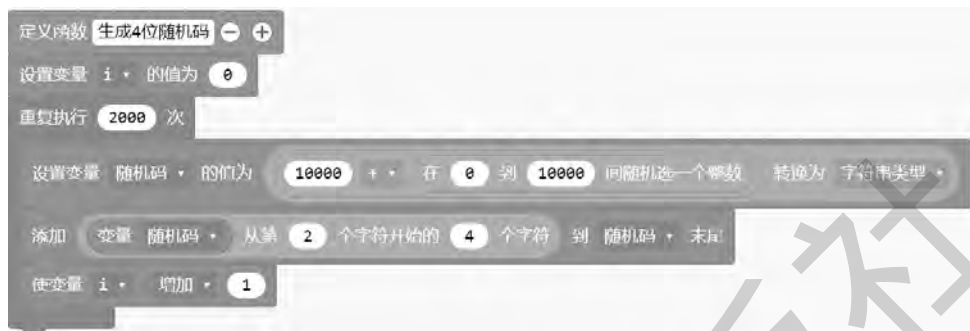 定义函数 生成4位随机码 - +
设置变量 i 的值为 0
重复执行 2000 次
设置变量 随机码 的值为 10000 + 在 0 到 10000 间随机选一个整数 转换为 字符串类型
添加 变量 随机码 从第 2 个字符开始的 4 个字符 到 随机码 末尾
使变量 i 增加 1